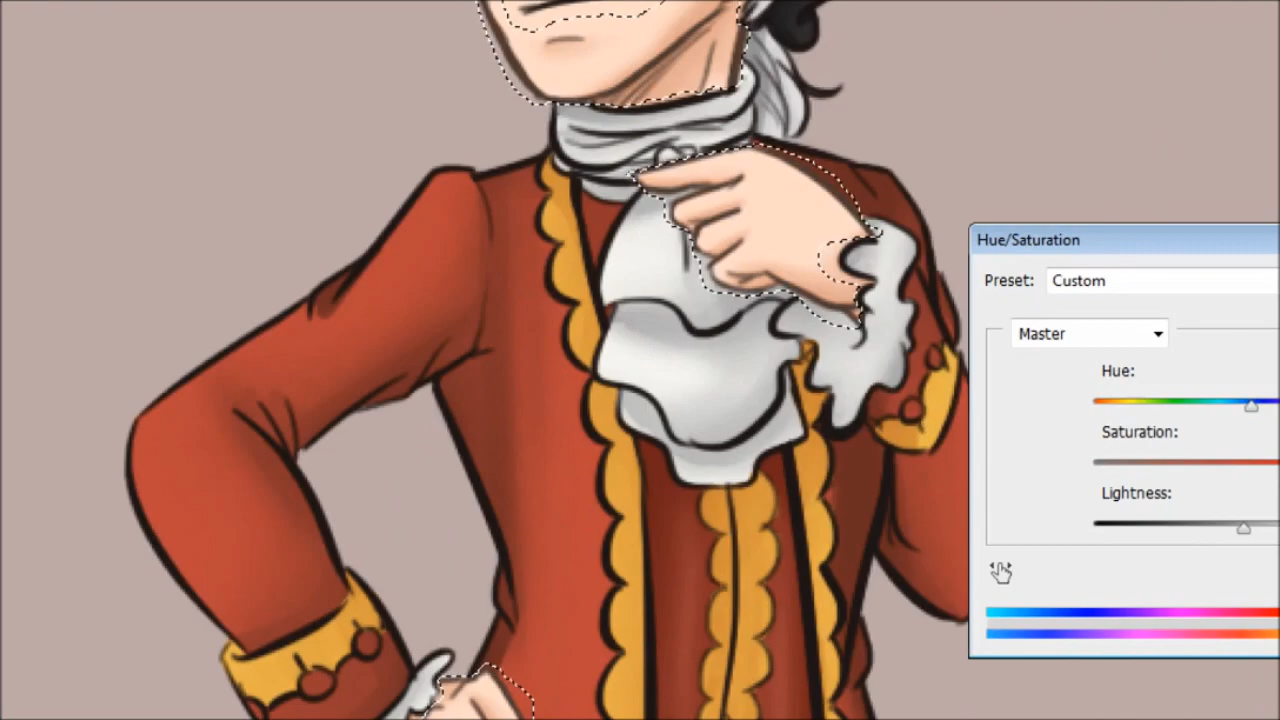 Hue/Saturation
Preset: Custom
Master
Hue:
Saturation:
Lightness: